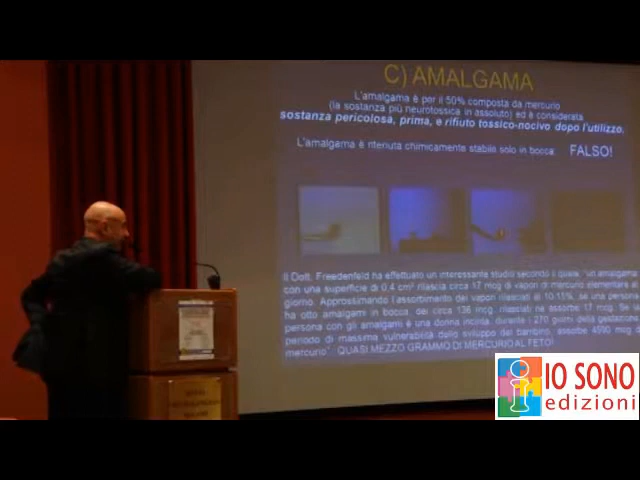 C) AMALGAMA
L'amalgama è per il 50% composta da mercurio
(la sostanza più neurotossica in assoluto) ed è considerata
sostanza pericolosa, prima, e rifiuto tossico-nocivo dopo l'utilizzo.
L'amalgama è ritenuta chimicamente stabile solo in bocca. FALSO!
Il Dott. Freedenfeld ha effettuato un interessante studio secondo il quale, "un amalgama
con una superficie di 0.4 cm² rilascia circa 17 mcg di vapori di mercurio elementare al
giorno. Approssimando l'assorbimento dei vapori rilasciati al 10-15%, se una persona
ha otto amalgami in bocca, dei circa 136 mcg. rilasciati ne assorbe 17. Se la
persona con gli amalgami è una donna incinta, durante i 270 giorni della gestazione,
periodo di massima vulnerabilità dello sviluppo del bambino, assorbe 4590 mcg di
mercurio" QUASI MEZZO GRAMMO DI MERCURIO AL FETO!
IO SONO
edizioni